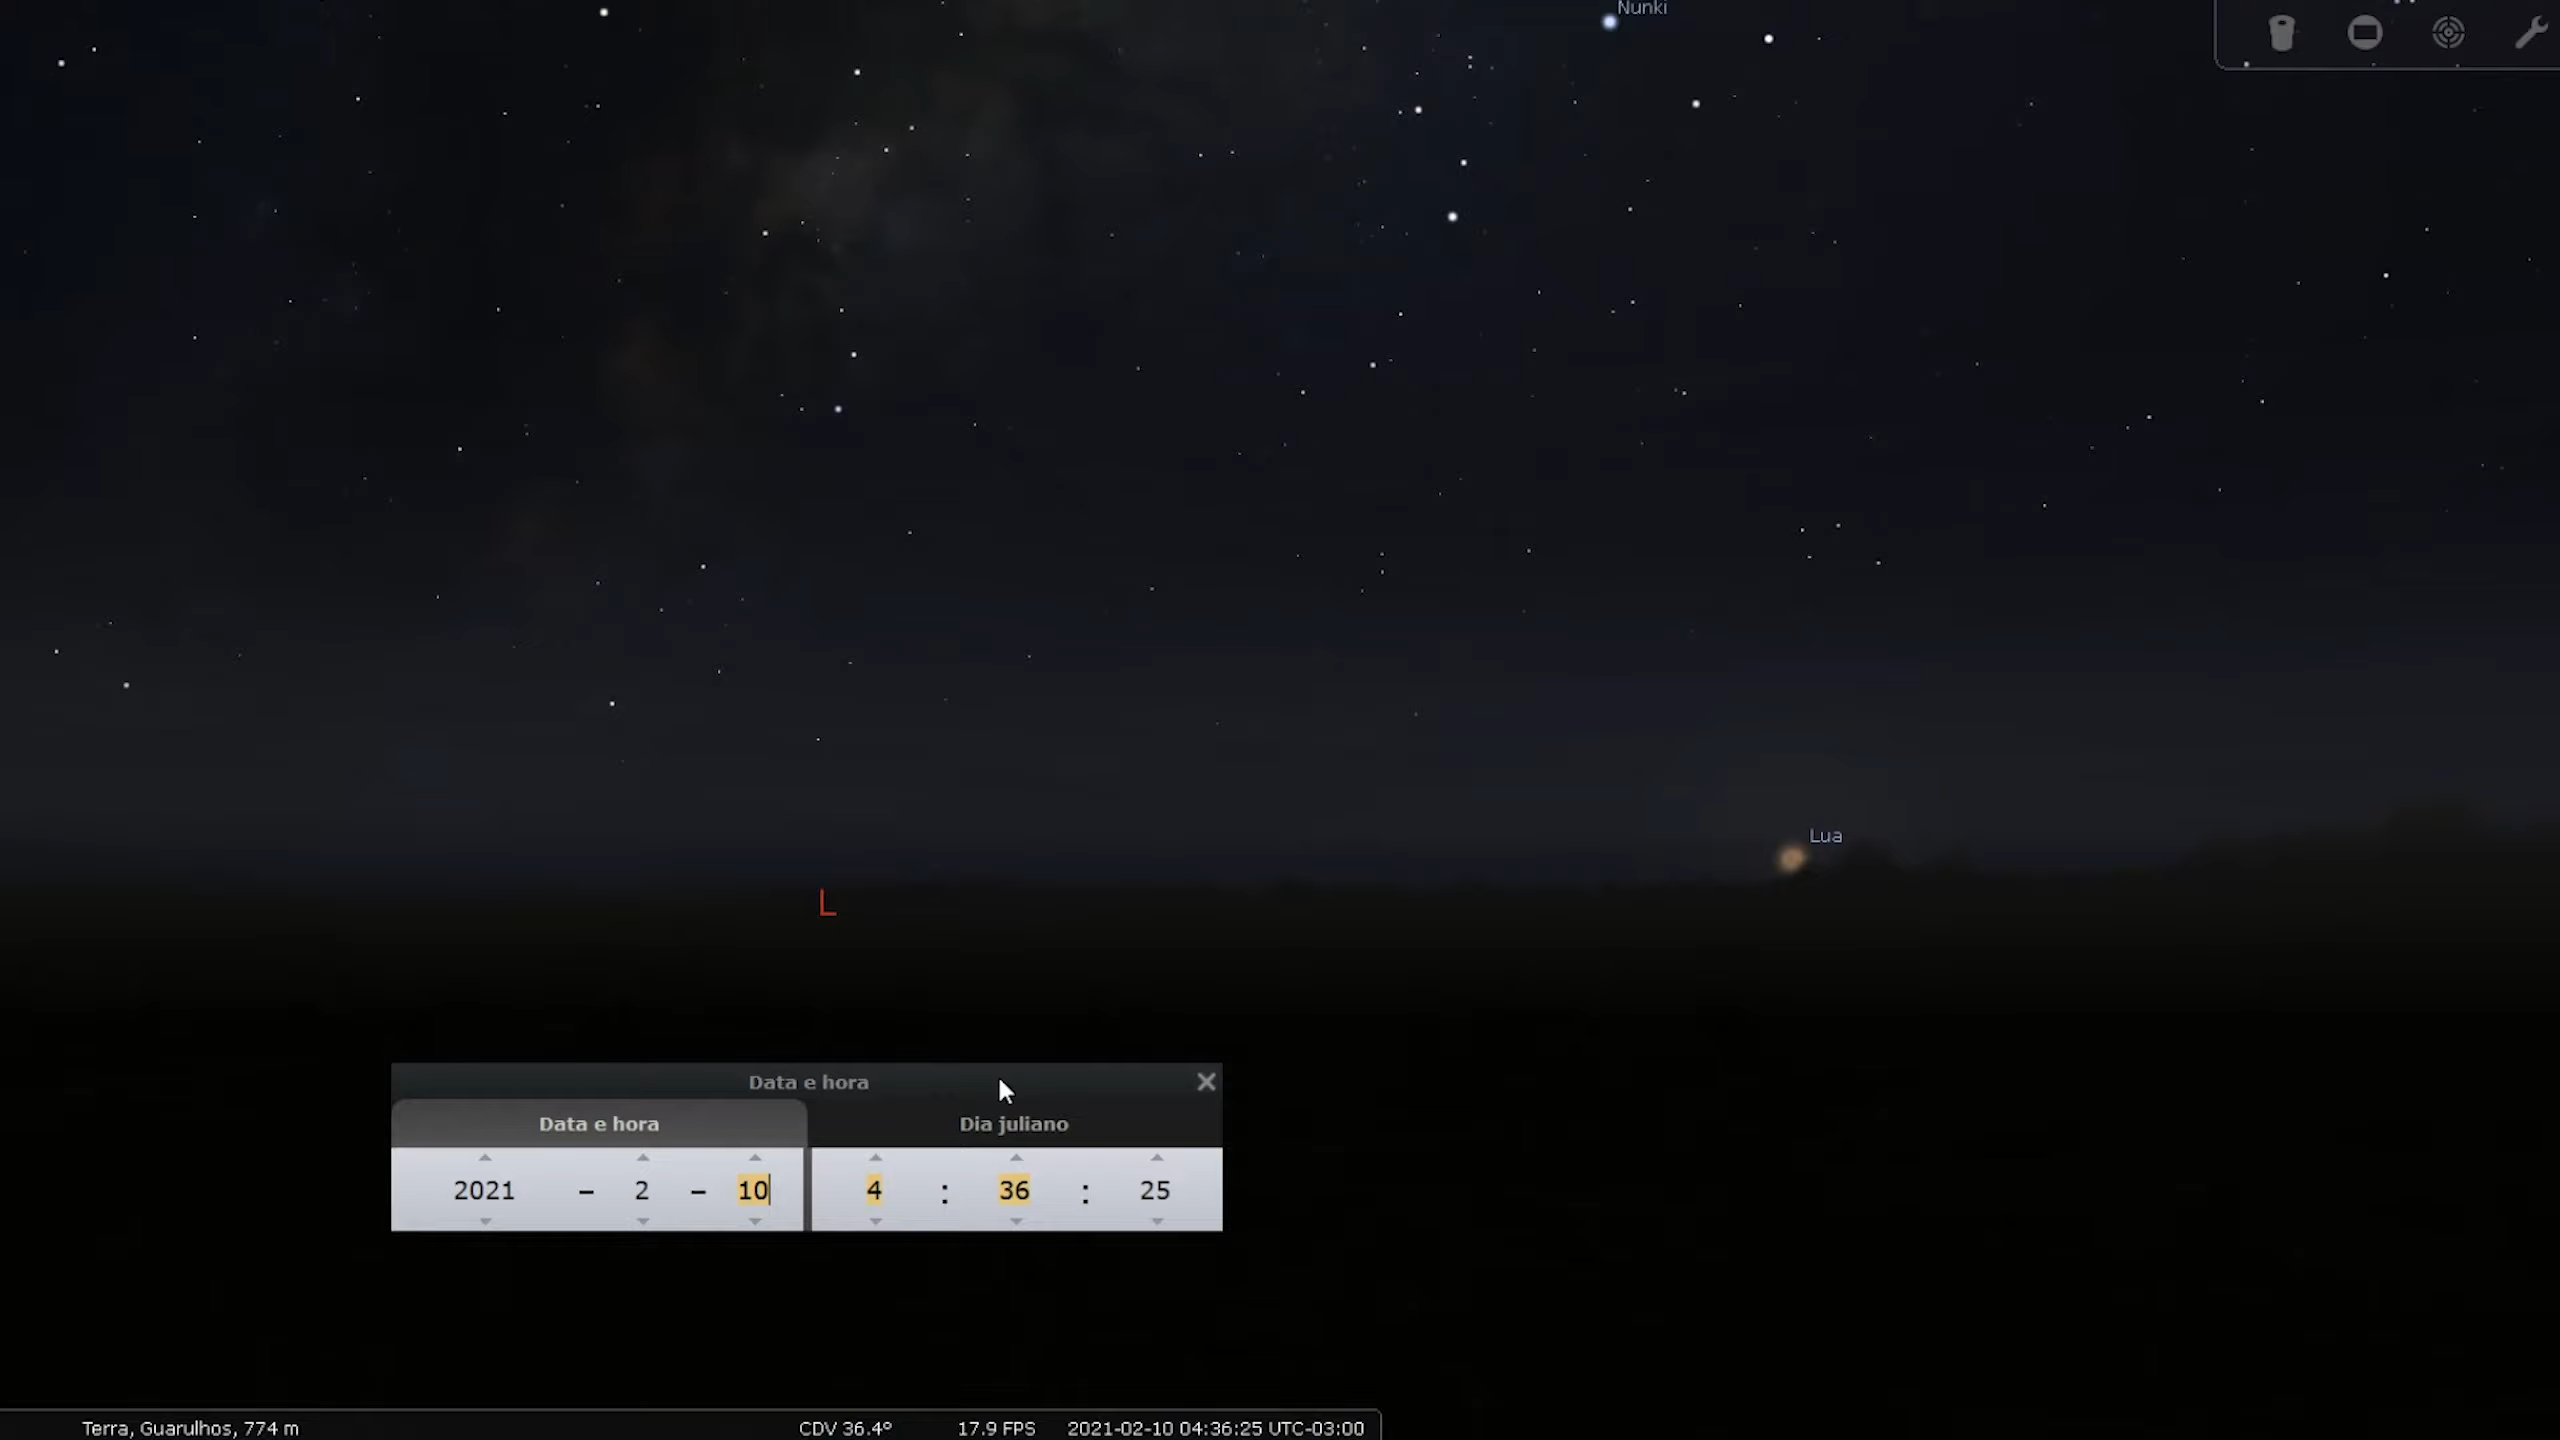 Nunki
Lua
L
Data e hora
Data e hora
Dia juliano
2021 - 2 - 10 4 : 36 : 25
Terra, Guarulhos, 774 m CDV 36.4° 17.9 FPS 2021-02-10 04:36:25 UTC-03:00